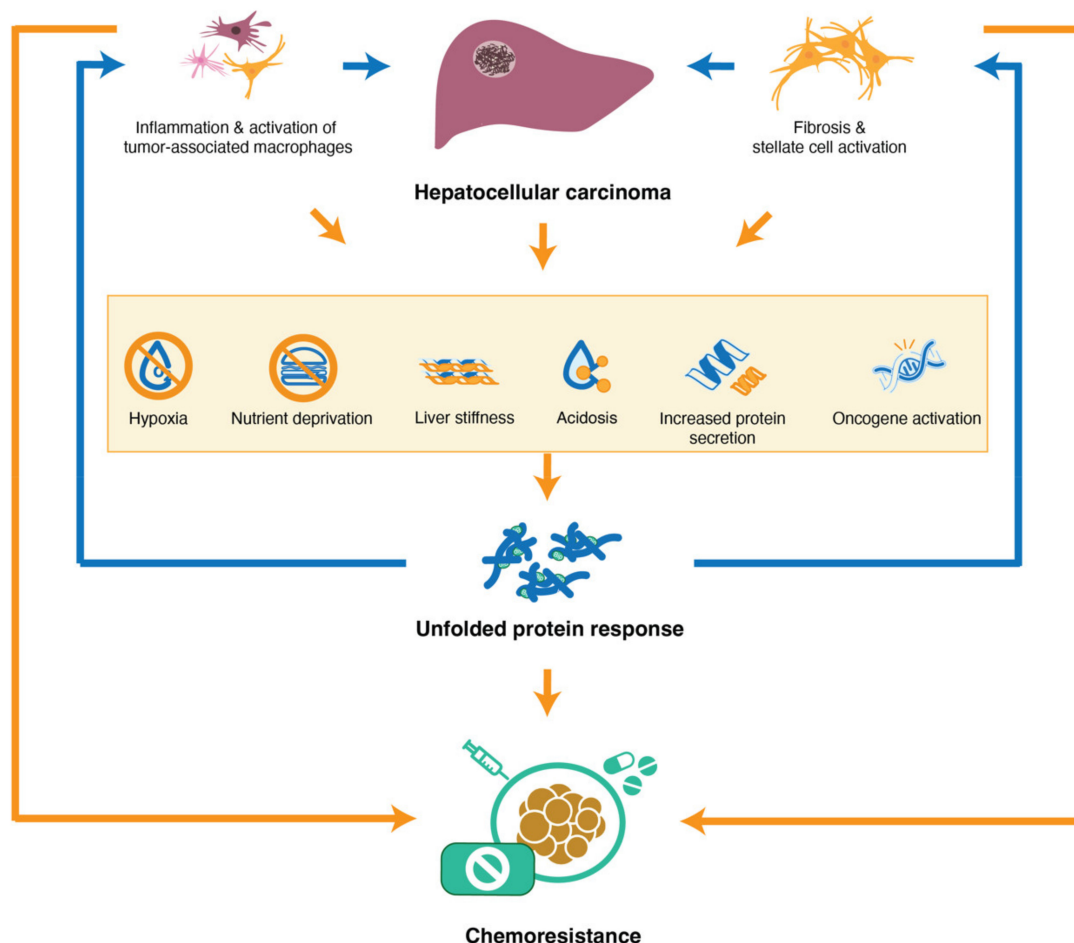 Inflammation & activation of
tumor-associated macrophages
Fibrosis &
stellate cell activation
Hepatocellular carcinoma
O₂
Hypoxia
Nutrient deprivation
Liver stiffness
Acidosis
Increased protein
secretion
Oncogene activation
Unfolded protein response
Chemoresistance